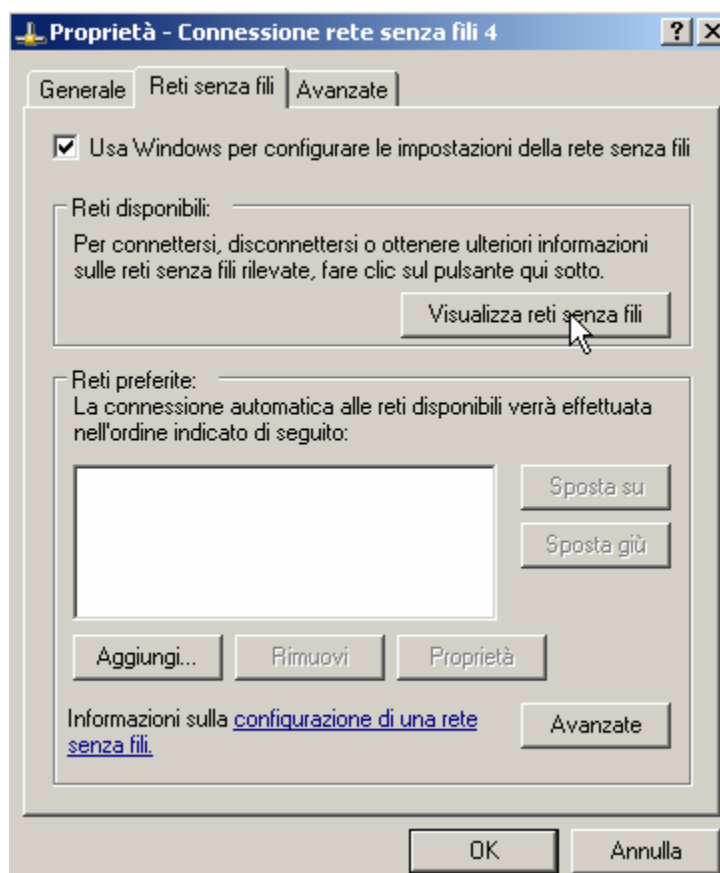 Proprietà - Connessione rete senza fili 4
Generale
Reti senza fili
Avanzate
Usa Windows per configurare le impostazioni della rete senza fili
Reti disponibili:
Per connettersi, disconnettersi o ottenere ulteriori informazioni
sulle reti senza fili rilevate, fare clic sul pulsante qui sotto.
Visualizza reti senza fili
Reti preferite:
La connessione automatica alle reti disponibili verrà effettuata
nell'ordine indicato di seguito:
Sposta su
Sposta giù
Aggiungi...
Rimuovi
Proprietà
Informazioni sulla configurazione di una rete
senza fili.
Avanzate
OK
Annulla